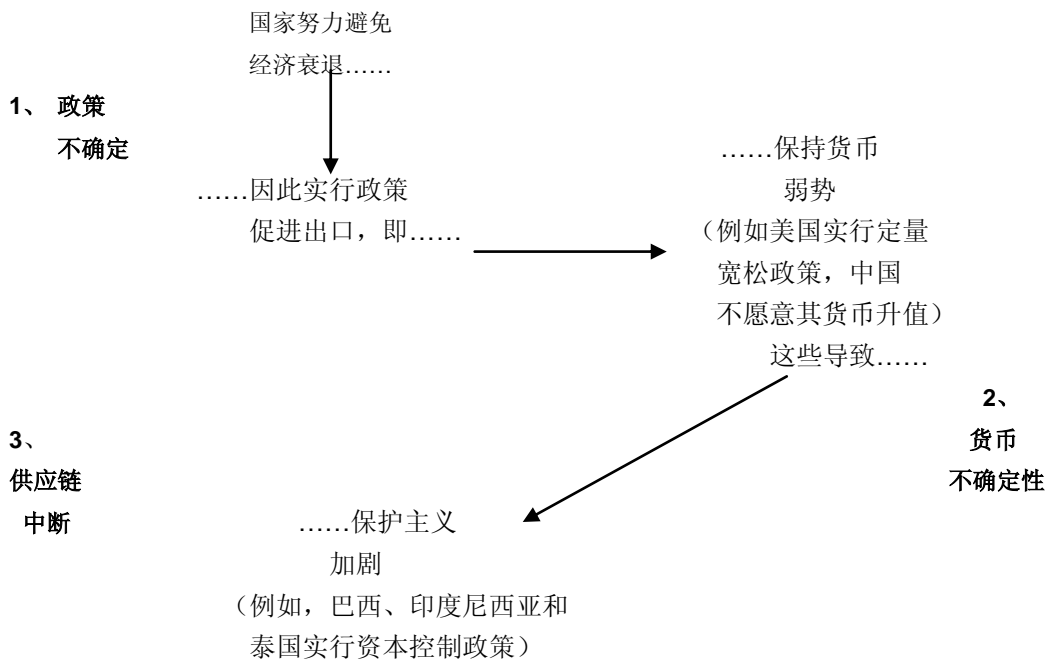 国家努力避免
经济衰退……
1、 政策
不确定
……因此实行政策
促进出口，即……
……保持货币
弱势
（例如美国实行定量
宽松政策，中国
不愿意其货币升值）
这些导致……
2、
货币
不确定性
3、
供应链
中断
……保护主义
加剧
（例如，巴西、印度尼西亚和
泰国实行资本控制政策）